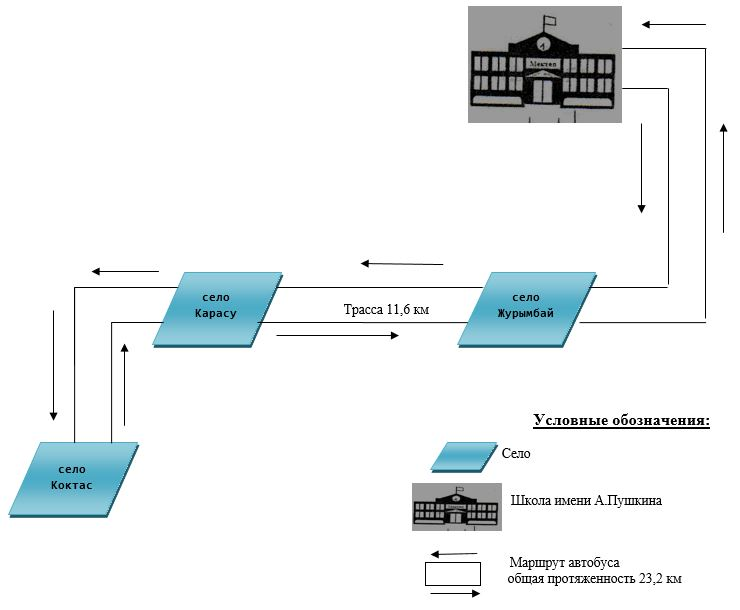 Мектеп
1
село
Карасу
село
Журымбай
Трасса 11,6 км
село
Коктас
Условные обозначения:
Село
Школа имени А.Пушкина
Маршрут автобуса
общая протяженность 23,2 км